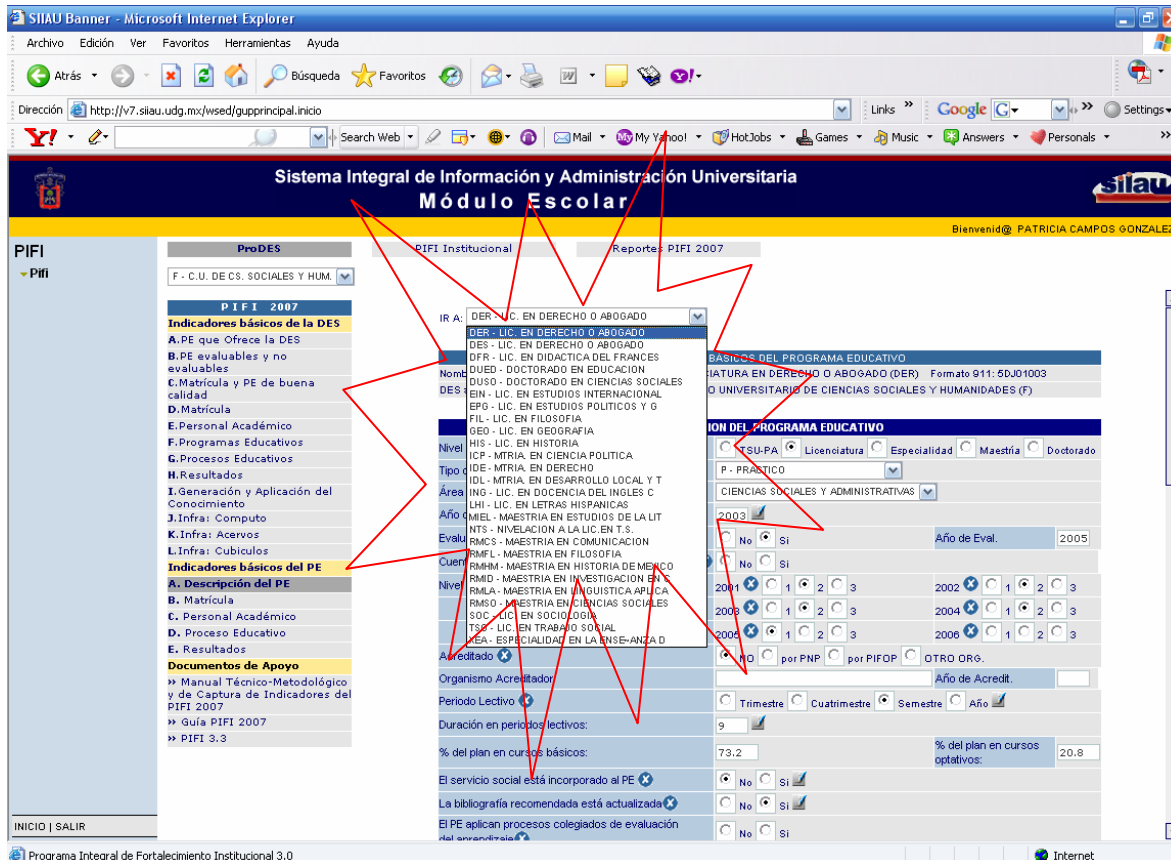 SIIAU Banner - Microsoft Internet Explorer
Archivo Edición Ver Favoritos Herramientas Ayuda
Atrás Búsqueda Favoritos
Dirección http://v7.siiau.udg.mx/wsed/gupprincipal.inicio Links » Google G Settings
Y! Search Web Mail My Yahoo! HotJobs Games Music Answers Personals »
Sistema Integral de Información y Administración Universitaria
Módulo Escolar
siiau
Bienvenid@ PATRICIA CAMPOS GONZALEZ
PIFI
Pifi
ProDES PIFI Institucional Reportes PIFI 2007
F - C.U. DE CS. SOCIALES Y HUM.
PIFI 2007
Indicadores básicos de la DES
A.PE que Ofrece la DES
B.PE evaluables y no
evaluables
C.Matrícula y PE de buena
calidad
D.Matrícula
E.Personal Académico
F.Programas Educativos
G.Procesos Educativos
H.Resultados
I.Generación y Aplicación del
Conocimiento
J.Infra: Computo
K.Infra: Acervos
L.Infra: Cubiculos
Indicadores básicos del PE
A. Descripción del PE
B. Matrícula
C. Personal Académico
D. Proceso Educativo
E. Resultados
Documentos de Apoyo
» Manual Técnico-Metodológico
y de Captura de Indicadores del
PIFI 2007
» Guía PIFI 2007
» PIFI 3.3
INICIO | SALIR
IR A: DER - LIC. EN DERECHO O ABOGADO
DER - LIC. EN DERECHO O ABOGADO
DES - LIC. EN DERECHO O ABOGADO
DFR - LIC. EN DIDACTICA DEL FRANCES
DUED - DOCTORADO EN EDUCACION
DUSO - DOCTORADO EN CIENCIAS SOCIALES
EIN - LIC. EN ESTUDIOS INTERNACIONAL
EPG - LIC. EN ESTUDIOS POLITICOS Y G
FIL - LIC. EN FILOSOFIA
GEO - LIC. EN GEOGRAFIA
HIS - LIC. EN HISTORIA
ICP - MTRIA. EN CIENCIA POLITICA
IDE - MTRIA. EN DERECHO
IDL - MTRIA. EN DESARROLLO LOCAL Y T
ING - LIC. EN DOCENCIA DEL INGLES C
LHI - LIC. EN LETRAS HISPANICAS
MIEL - MAESTRIA EN ESTUDIOS DE LA LIT
NTS - NIVELACION A LA LIC.EN T.S.
RMCS - MAESTRIA EN COMUNICACION
RMFL - MAESTRIA EN FILOSOFIA
RMHM - MAESTRIA EN HISTORIA DE MEXICO
RMID - MAESTRIA EN INVESTIGACION EN C
RMLA - MAESTRIA EN LINGUISTICA APLICA
RMSO - MAESTRIA EN CIENCIAS SOCIALES
SOC - LIC. EN SOCIOLOGIA
TSO - LIC. EN TRABAJO SOCIAL
XEA - ESPECIALIDAD EN LA ENSE-ANZA D
BASICOS DEL PROGRAMA EDUCATIVO
Nomb IATURA EN DERECHO O ABOGADO (DER) Formato 911: 5DJ01003
DES O UNIVERSITARIO DE CIENCIAS SOCIALES Y HUMANIDADES (F)
ION DEL PROGRAMA EDUCATIVO
Nivel TSU-PA Licenciatura Especialidad Maestría Doctorado
Tipo P - PRACTICO
Área CIENCIAS SOCIALES Y ADMINISTRATIVAS
Año 2003
Evalu No Si Año de Eval. 2005
Cuen No Si
Nivel 2001 1 2 3 2002 1 2 3
2003 1 2 3 2004 1 2 3
2005 1 2 3 2006 1 2 3
Acreditado NO por PNP por PIFOP OTRO ORG.
Organismo Acreditador Año de Acredit.
Periodo Lectivo Trimestre Cuatrimestre Semestre Año
Duración en periodos lectivos: 9
% del plan en cursos básicos: 73.2 % del plan en cursos
optativos: 20.8
El servicio social está incorporado al PE No Si
La bibliografía recomendada está actualizada No Si
El PE aplican procesos colegiados de evaluación
del aprendizaje No Si
Programa Integral de Fortalecimiento Institucional 3.0 Internet